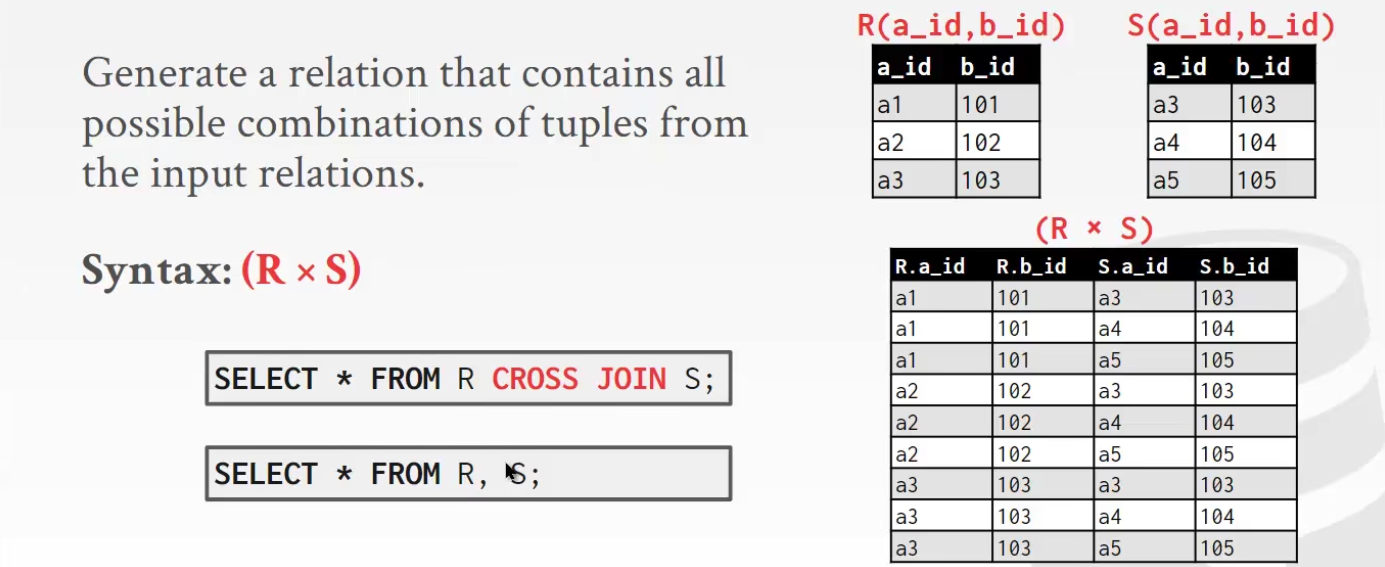 Generate a relation that contains all
possible combinations of tuples from
the input relations.
Syntax: (R × S)
SELECT * FROM R CROSS JOIN S;
SELECT * FROM R, S;
R(a_id,b_id)
a_id b_id
a1 101
a2 102
a3 103
S(a_id,b_id)
a_id b_id
a3 103
a4 104
a5 105
(R × S)
R.a_id R.b_id S.a_id S.b_id
a1 101 a3 103
a1 101 a4 104
a1 101 a5 105
a2 102 a3 103
a2 102 a4 104
a2 102 a5 105
a3 103 a3 103
a3 103 a4 104
a3 103 a5 105